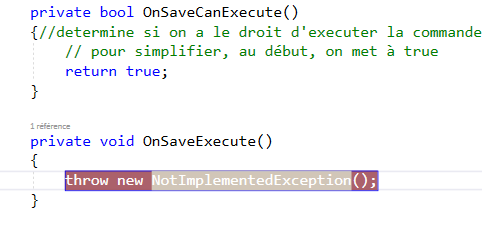 private bool OnSaveCanExecute()
{//determine si on a le droit d'executer la commande
// pour simplifier, au début, on met à true
return true;
}
1 référence
private void OnSaveExecute()
{
throw new NotImplementedException();
}